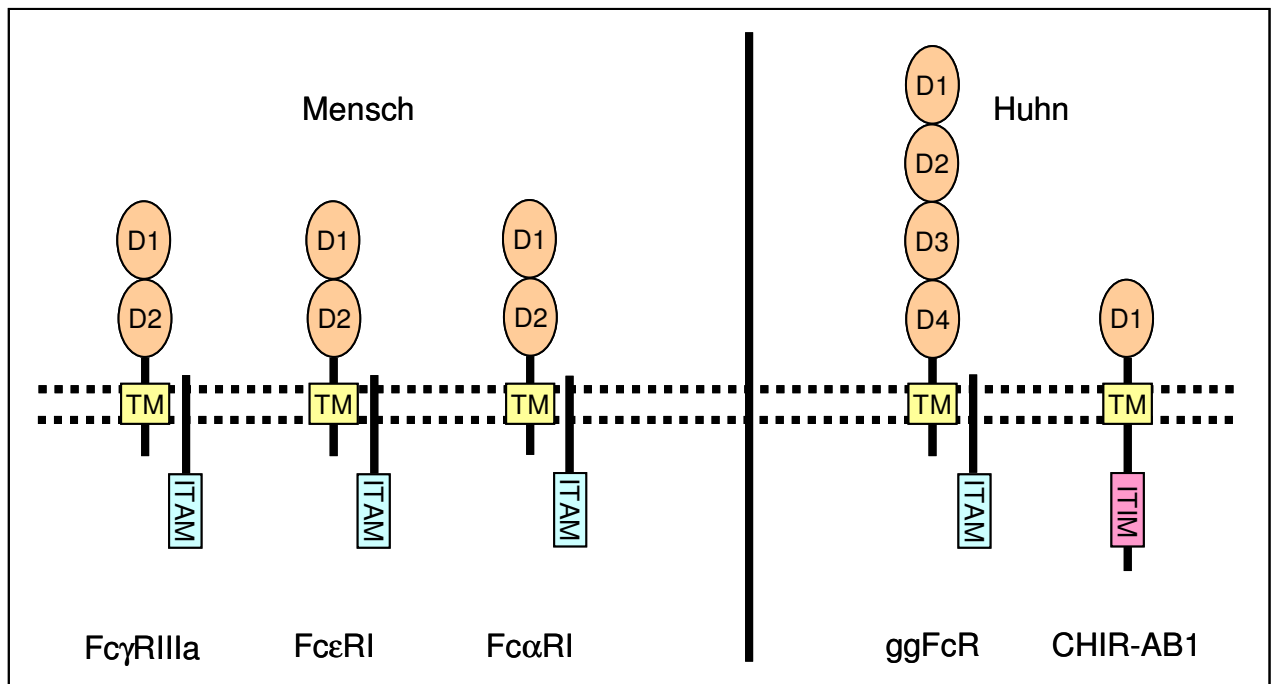 Mensch
Huhn
D1
D2
TM
ITAM
D1
D2
TM
ITAM
D1
D2
TM
ITAM
D1
D2
D3
D4
TM
ITAM
D1
TM
ITIM
FcγRIIIa
FcεRI
FcαRI
ggFcR
CHIR-AB1